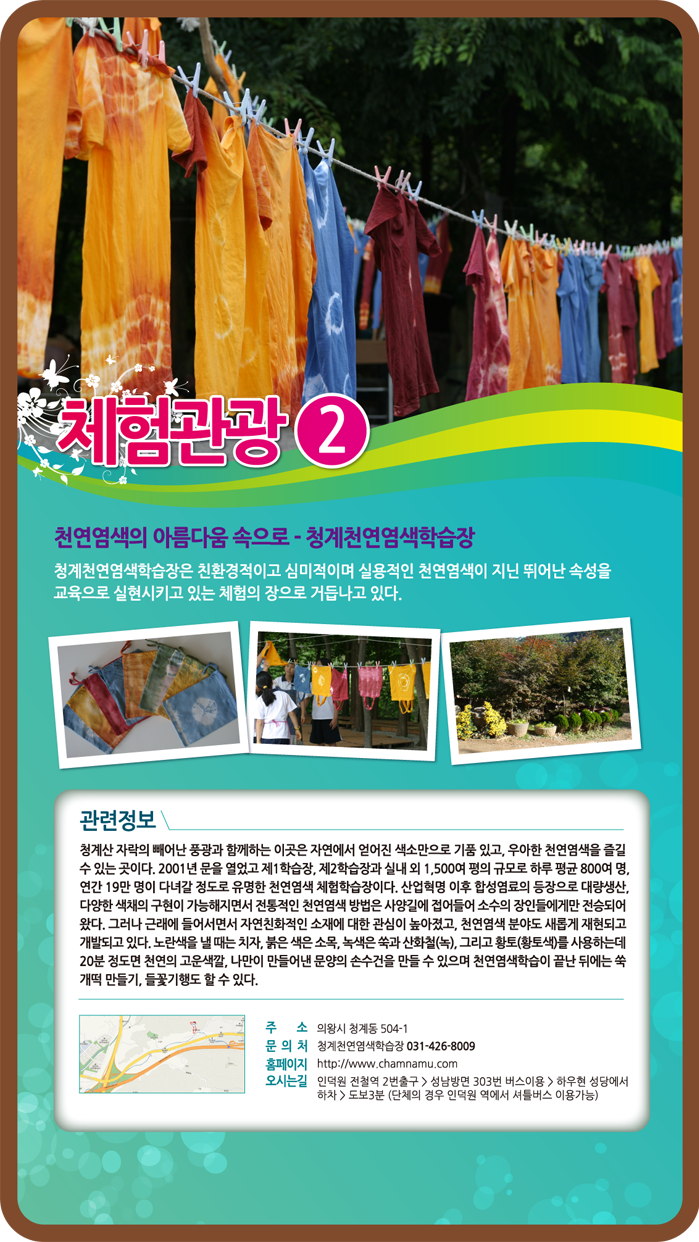 체험관광 2
천연염색의 아름다움 속으로 - 청계천연염색학습장
청계천연염색학습장은 친환경적이고 심미적이며 실용적인 천연염색이 지닌 뛰어난 속성을
교육으로 실현시키고 있는 체험의 장으로 거듭나고 있다.
관련정보
청계산 자락의 빼어난 풍광과 함께하는 이곳은 자연에서 얻어진 색소만으로 기품 있고, 우아한 천연염색을 즐길
수 있는 곳이다. 2001년 문을 열었고 제1학습장, 제2학습장과 실내 외 1,500여 평의 규모로 하루 평균 800여 명,
연간 19만 명이 다녀갈 정도로 유명한 천연염색 체험학습장이다. 산업혁명 이후 합성염료의 등장으로 대량생산,
다양한 색채의 구현이 가능해지면서 전통적인 천연염색 방법은 사양길에 접어들어 소수의 장인들에게만 전승되어
왔다. 그러나 근래에 들어서면서 자연친화적인 소재에 대한 관심이 높아졌고, 천연염색 분야도 새롭게 재현되고
개발되고 있다. 노란색을 낼 때는 치자, 붉은 색은 소목, 녹색은 쑥과 산화철(녹), 그리고 황토(황토색)를 사용하는데
20분 정도면 천연의 고운색깔, 나만이 만들어낸 문양의 손수건을 만들 수 있으며 천연염색학습이 끝난 뒤에는 쑥
개떡 만들기, 들꽃기행도 할 수 있다.
주 소 의왕시 청계동 504-1
문 의 처 청계천연염색학습장 031-426-8009
홈페이지 http://www.chamnamu.com
오시는길 인덕원 전철역 2번출구 > 성남방면 303번 버스이용 > 하우현 성당에서
하차 > 도보3분 (단체의 경우 인덕원 역에서 셔틀버스 이용가능)